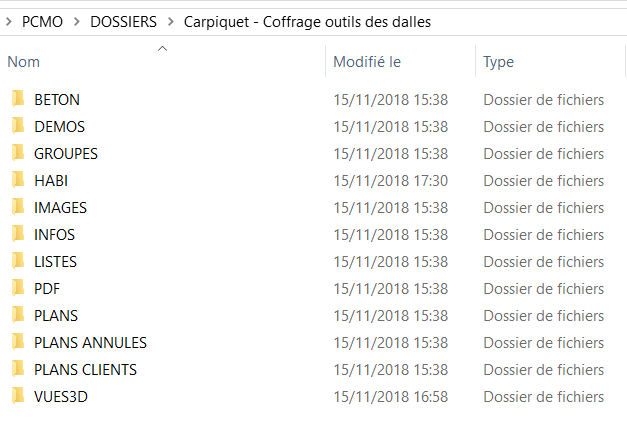 PCMO > DOSSIERS > Carpiquet - Coffrage outils des dalles
Nom Modifié le Type
BETON 15/11/2018 15:38 Dossier de fichiers
DEMOS 15/11/2018 15:38 Dossier de fichiers
GROUPES 15/11/2018 15:38 Dossier de fichiers
HABI 15/11/2018 17:30 Dossier de fichiers
IMAGES 15/11/2018 15:38 Dossier de fichiers
INFOS 15/11/2018 15:38 Dossier de fichiers
LISTES 15/11/2018 15:38 Dossier de fichiers
PDF 15/11/2018 15:38 Dossier de fichiers
PLANS 15/11/2018 15:38 Dossier de fichiers
PLANS ANNULES 15/11/2018 15:38 Dossier de fichiers
PLANS CLIENTS 15/11/2018 15:38 Dossier de fichiers
VUES3D 15/11/2018 16:58 Dossier de fichiers